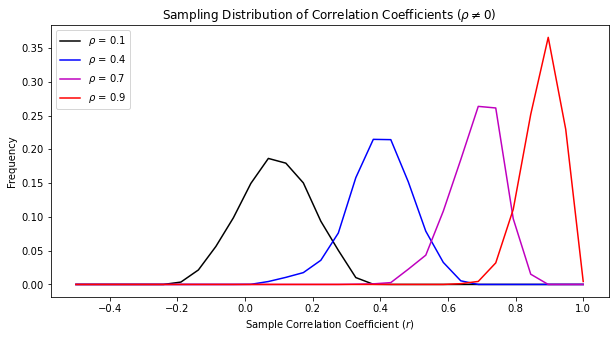 Sampling Distribution of Correlation Coefficients (ρ ≠ 0)
ρ = 0.1
ρ = 0.4
ρ = 0.7
ρ = 0.9
Frequency
0.35
0.30
0.25
0.20
0.15
0.10
0.05
0.00
−0.4 −0.2 0.0 0.2 0.4 0.6 0.8 1.0
Sample Correlation Coefficient (r)